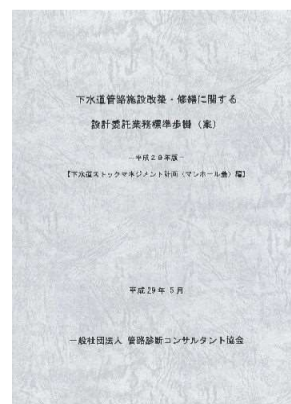 下水道管路施設改築・修繕に関する
設計委託業務標準歩掛（案）
－平成２９年版－
【下水道ストックマネジメント計画（マンホール蓋）編】
平成29年 5月
一般社団法人 管路診断コンサルタント協会